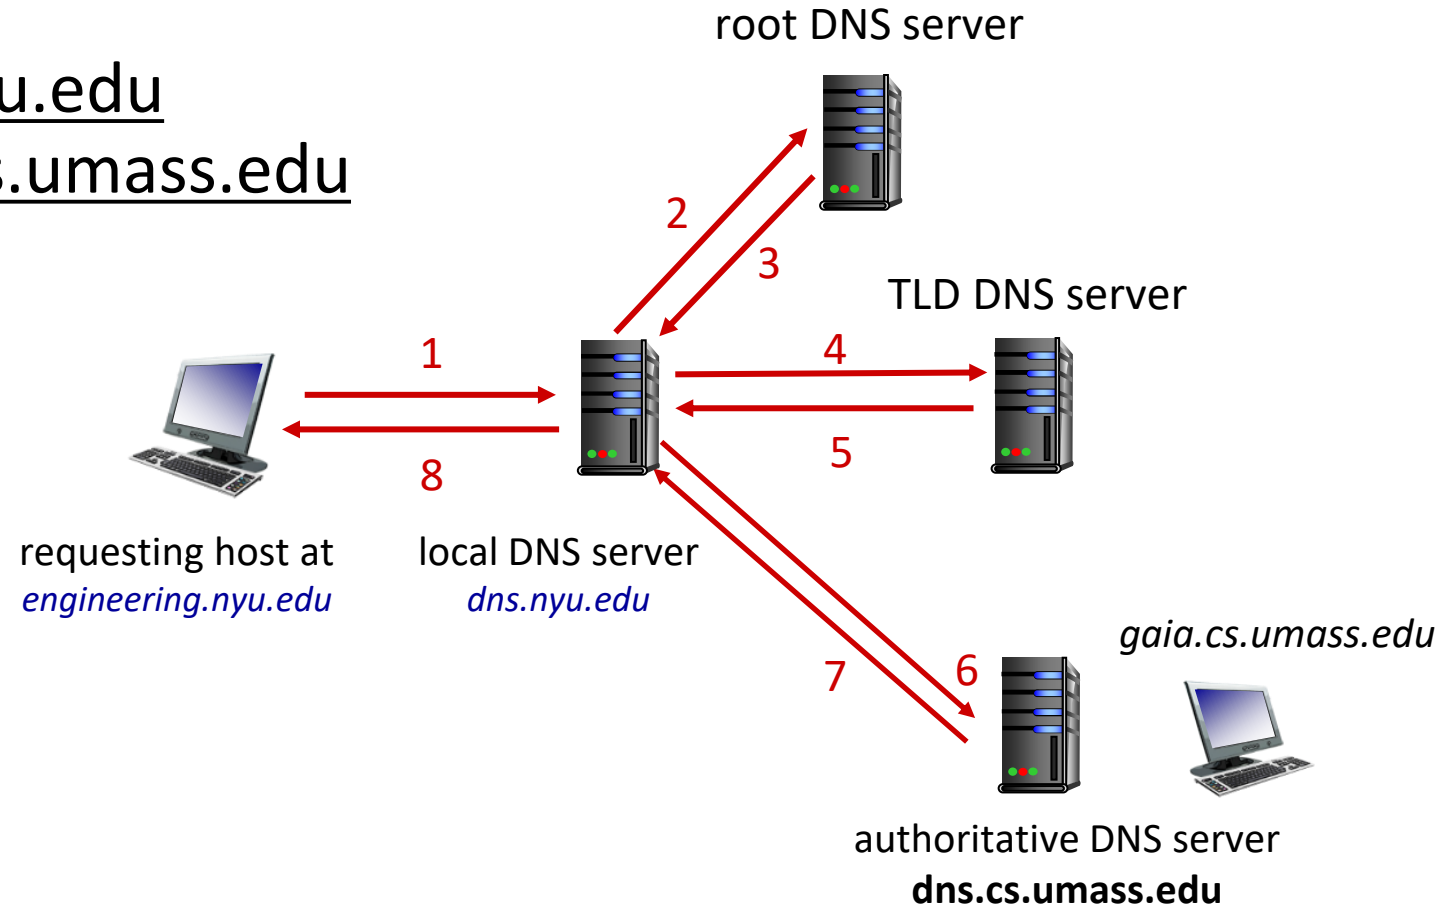 root DNS server
u.edu
s.umass.edu
2
3
TLD DNS server
1
4
8
5
requesting host at
engineering.nyu.edu
local DNS server
dns.nyu.edu
gaia.cs.umass.edu
7
6
authoritative DNS server
dns.cs.umass.edu